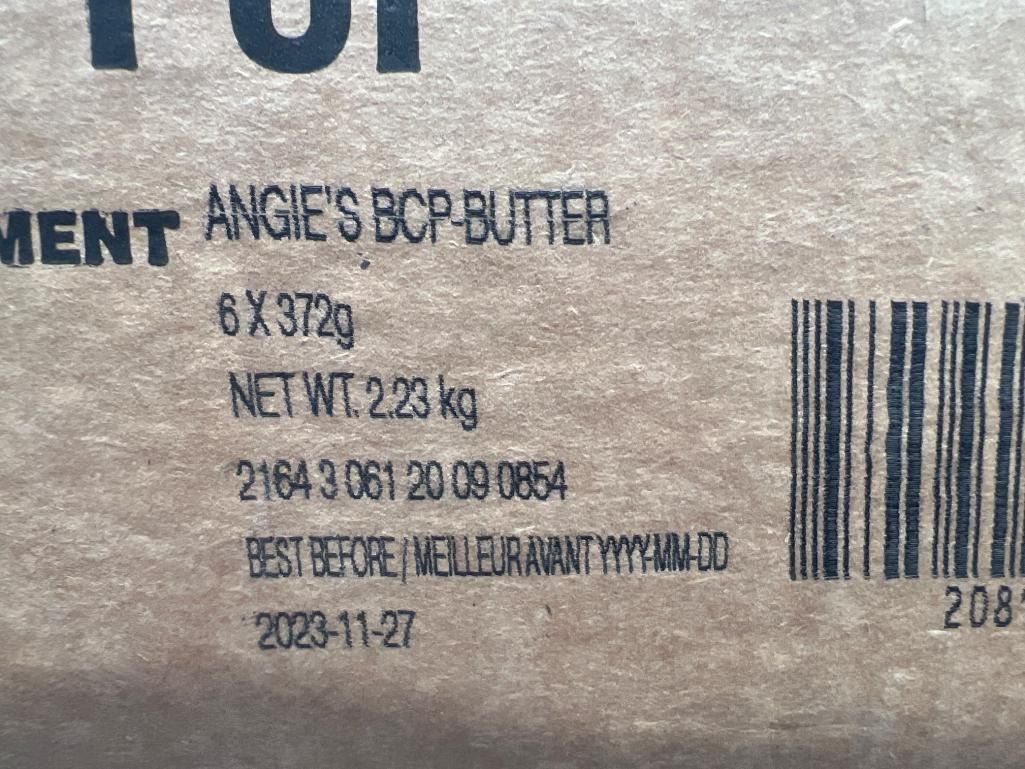 MENT ANGIE'S BCP-BUTTER
6 X 372g
NET WT. 2.23 kg
2164 3 061 20 09 0854
BEST BEFORE / MEILLEUR AVANT YYYY-MM-DD
2023-11-27
208